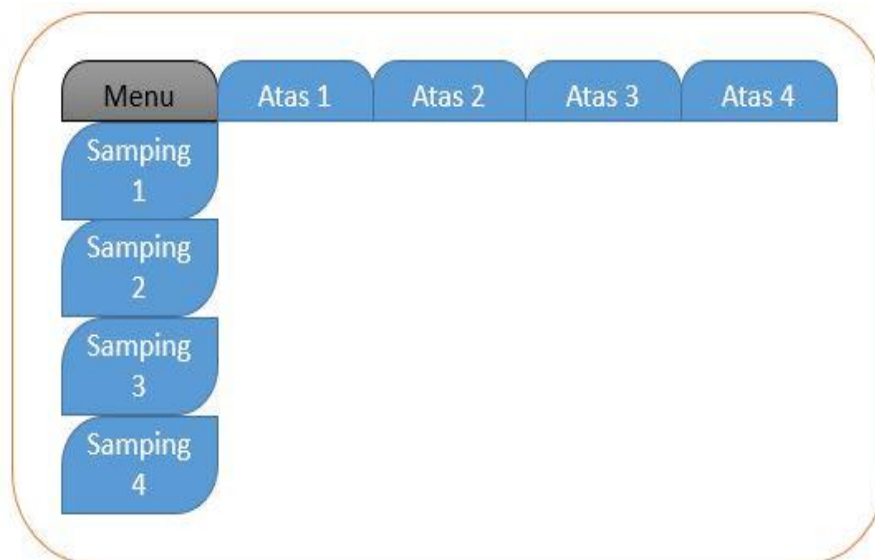 Menu Atas 1 Atas 2 Atas 3 Atas 4
Samping
1
Samping
2
Samping
3
Samping
4